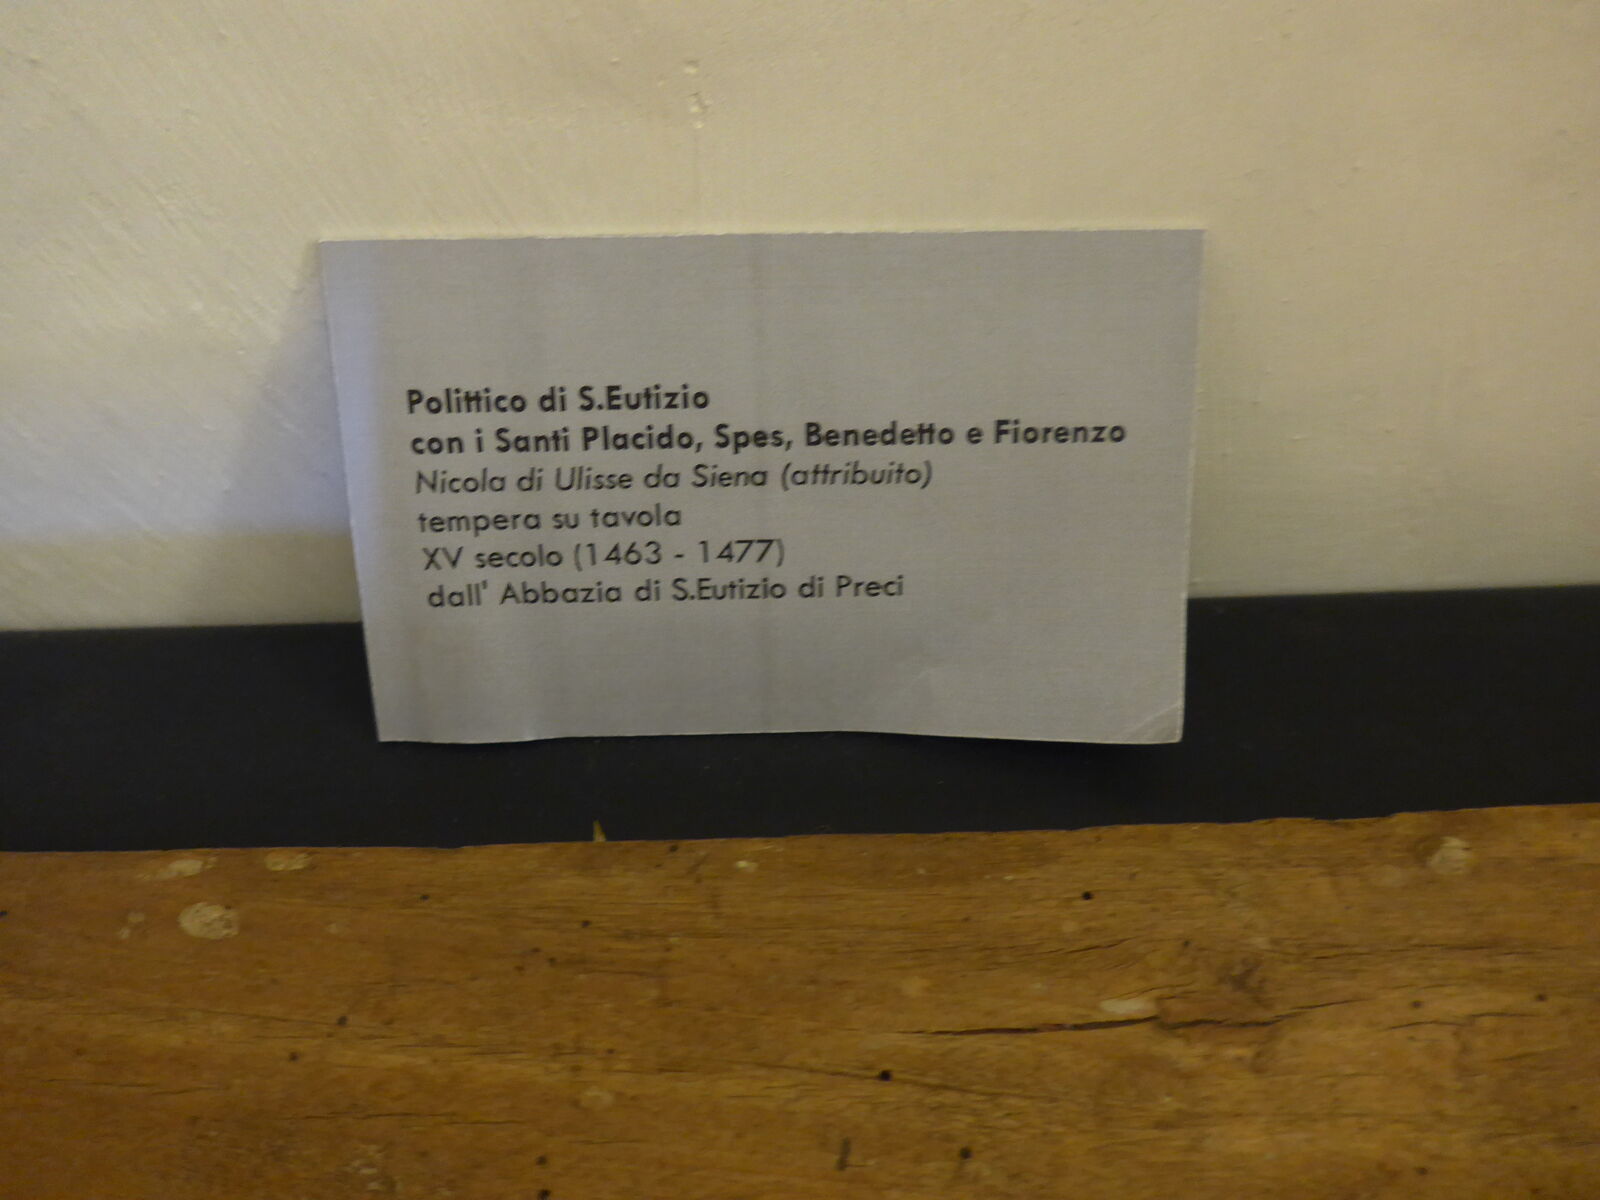 Polittico di S.Eutizio
con i Santi Placido, Spes, Benedetto e Fiorenzo
Nicola di Ulisse da Siena (attribuito)
tempera su tavola
XV secolo (1463 - 1477)
dall' Abbazia di S.Eutizio di Preci